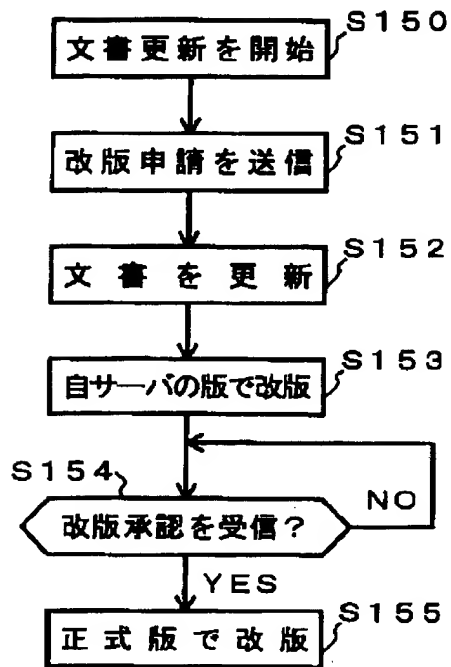 S150
文書更新を開始
S151
改版申請を送信
S152
文書を更新
S153
自サーバの版で改版
S154
改版承認を受信?
NO
YES
S155
正式版で改版